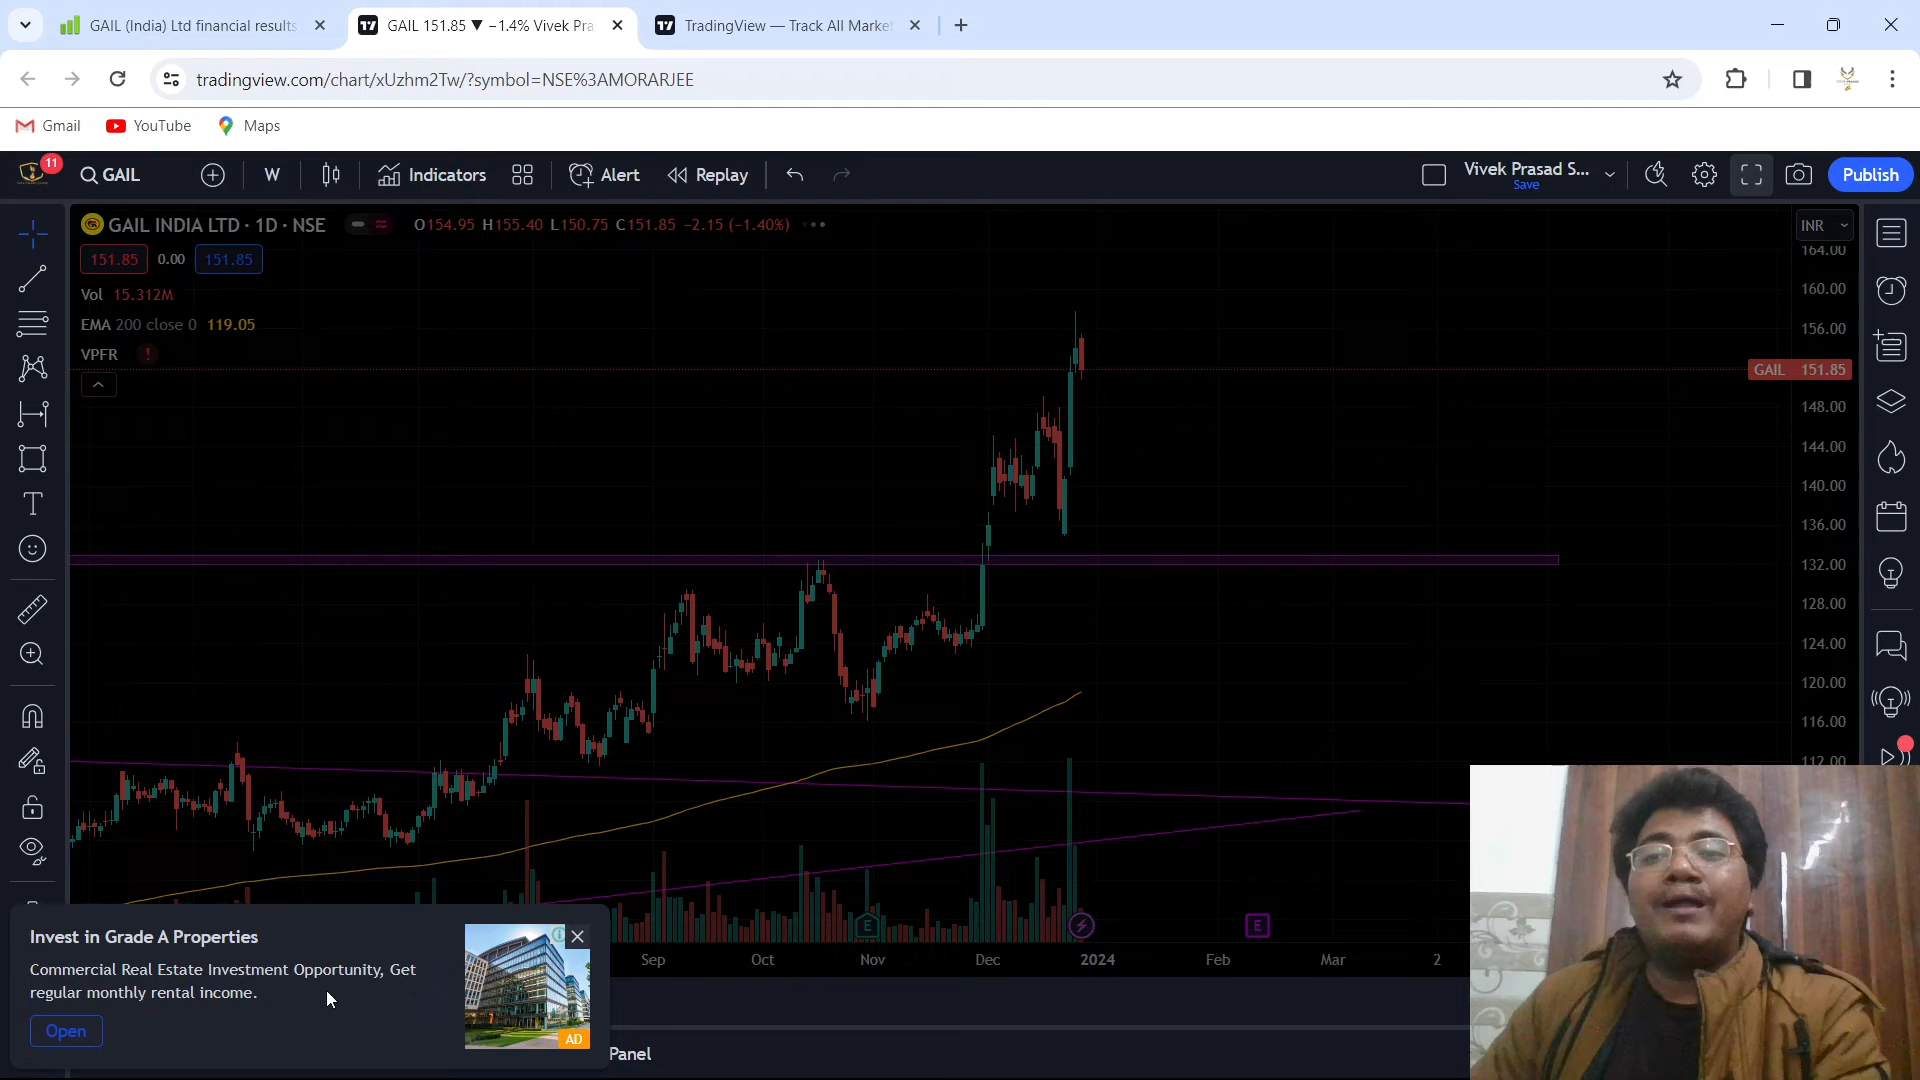 GAIL (India) Ltd financial results
GAIL 151.85 ▼ −1.4% Vivek Pra
TradingView — Track All Market
tradingview.com/chart/xUzhm2Tw/?symbol=NSE%3AMORARJEE
Gmail
YouTube
Maps
11
GAIL
W
Indicators
Alert
Replay
Vivek Prasad S...
Save
Publish
GAIL INDIA LTD · 1D · NSE
O154.95 H155.40 L150.75 C151.85 −2.15 (−1.40%)
INR
151.85
0.00
151.85
Vol 15.312M
EMA 200 close 0 119.05
VPFR !
164.00
160.00
156.00
GAIL 151.85
148.00
144.00
140.00
136.00
132.00
128.00
124.00
120.00
116.00
112.00
E
E
Sep
Oct
Nov
Dec
2024
Feb
Mar
2
Invest in Grade A Properties
Commercial Real Estate Investment Opportunity, Get
regular monthly rental income.
Open
AD
Panel